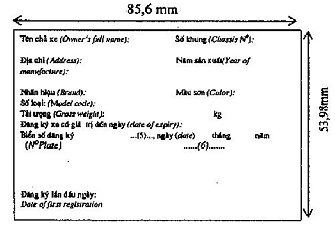 85,6 mm
Tên chủ xe (Owner's full name): Số khung (Chassis Nº):
Địa chỉ (Address): Năm sản xuất(Year of
manufacture):
Nhãn hiệu (Brand): Màu sơn (Color):
Số loại: (Model code):
Tải trọng (Gross weight): kg
Đăng ký xe có giá trị đến ngày (date of expiry):
Biển số đăng ký ...(5)..., ngày (date) tháng năm
(NºPlate) ......(6).......
Đăng ký lần đầu ngày:
Date of first registration
53,98mm